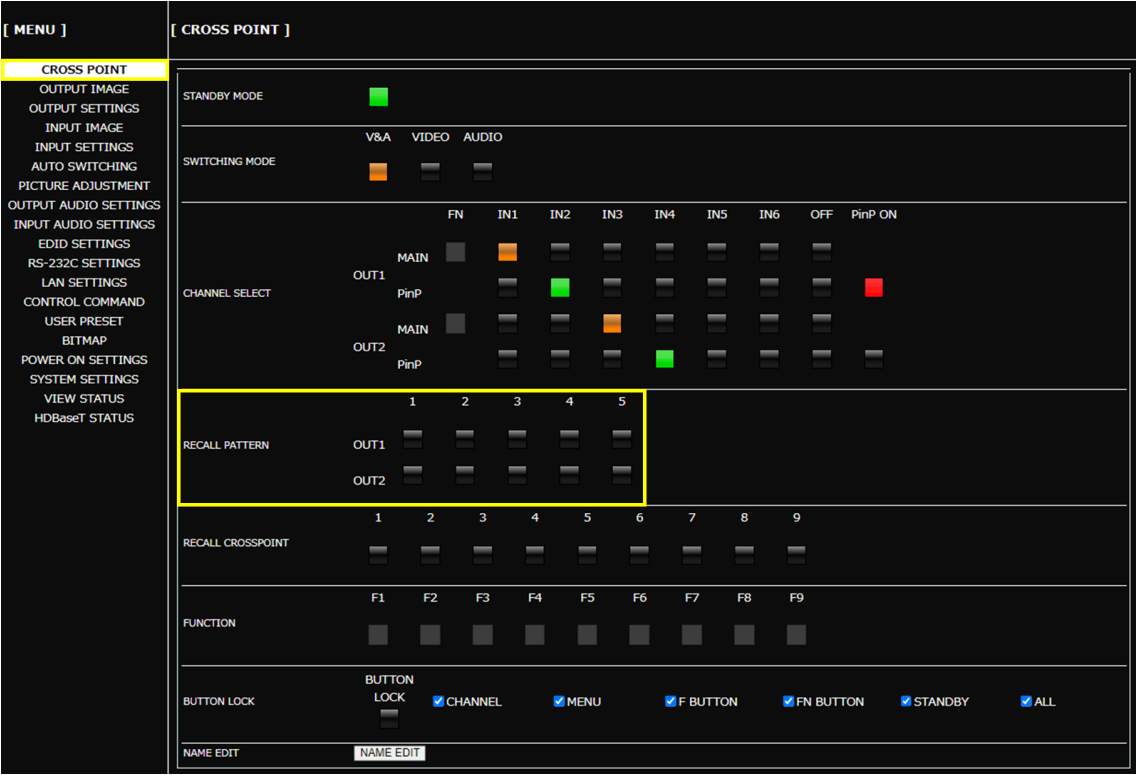 [ MENU ]
[ CROSS POINT ]
CROSS POINT
OUTPUT IMAGE
OUTPUT SETTINGS
INPUT IMAGE
INPUT SETTINGS
AUTO SWITCHING
PICTURE ADJUSTMENT
OUTPUT AUDIO SETTINGS
INPUT AUDIO SETTINGS
EDID SETTINGS
RS-232C SETTINGS
LAN SETTINGS
CONTROL COMMAND
USER PRESET
BITMAP
POWER ON SETTINGS
SYSTEM SETTINGS
VIEW STATUS
HDBaseT STATUS
STANDBY MODE
V&A VIDEO AUDIO
SWITCHING MODE
FN IN1 IN2 IN3 IN4 IN5 IN6 OFF PinP ON
MAIN
OUT1
CHANNEL SELECT
PinP
MAIN
OUT2
PinP
1 2 3 4 5
RECALL PATTERN OUT1
OUT2
1 2 3 4 5 6 7 8 9
RECALL CROSSPOINT
F1 F2 F3 F4 F5 F6 F7 F8 F9
FUNCTION
BUTTON
LOCK
BUTTON LOCK CHANNEL MENU F BUTTON FN BUTTON STANDBY ALL
NAME EDIT NAME EDIT